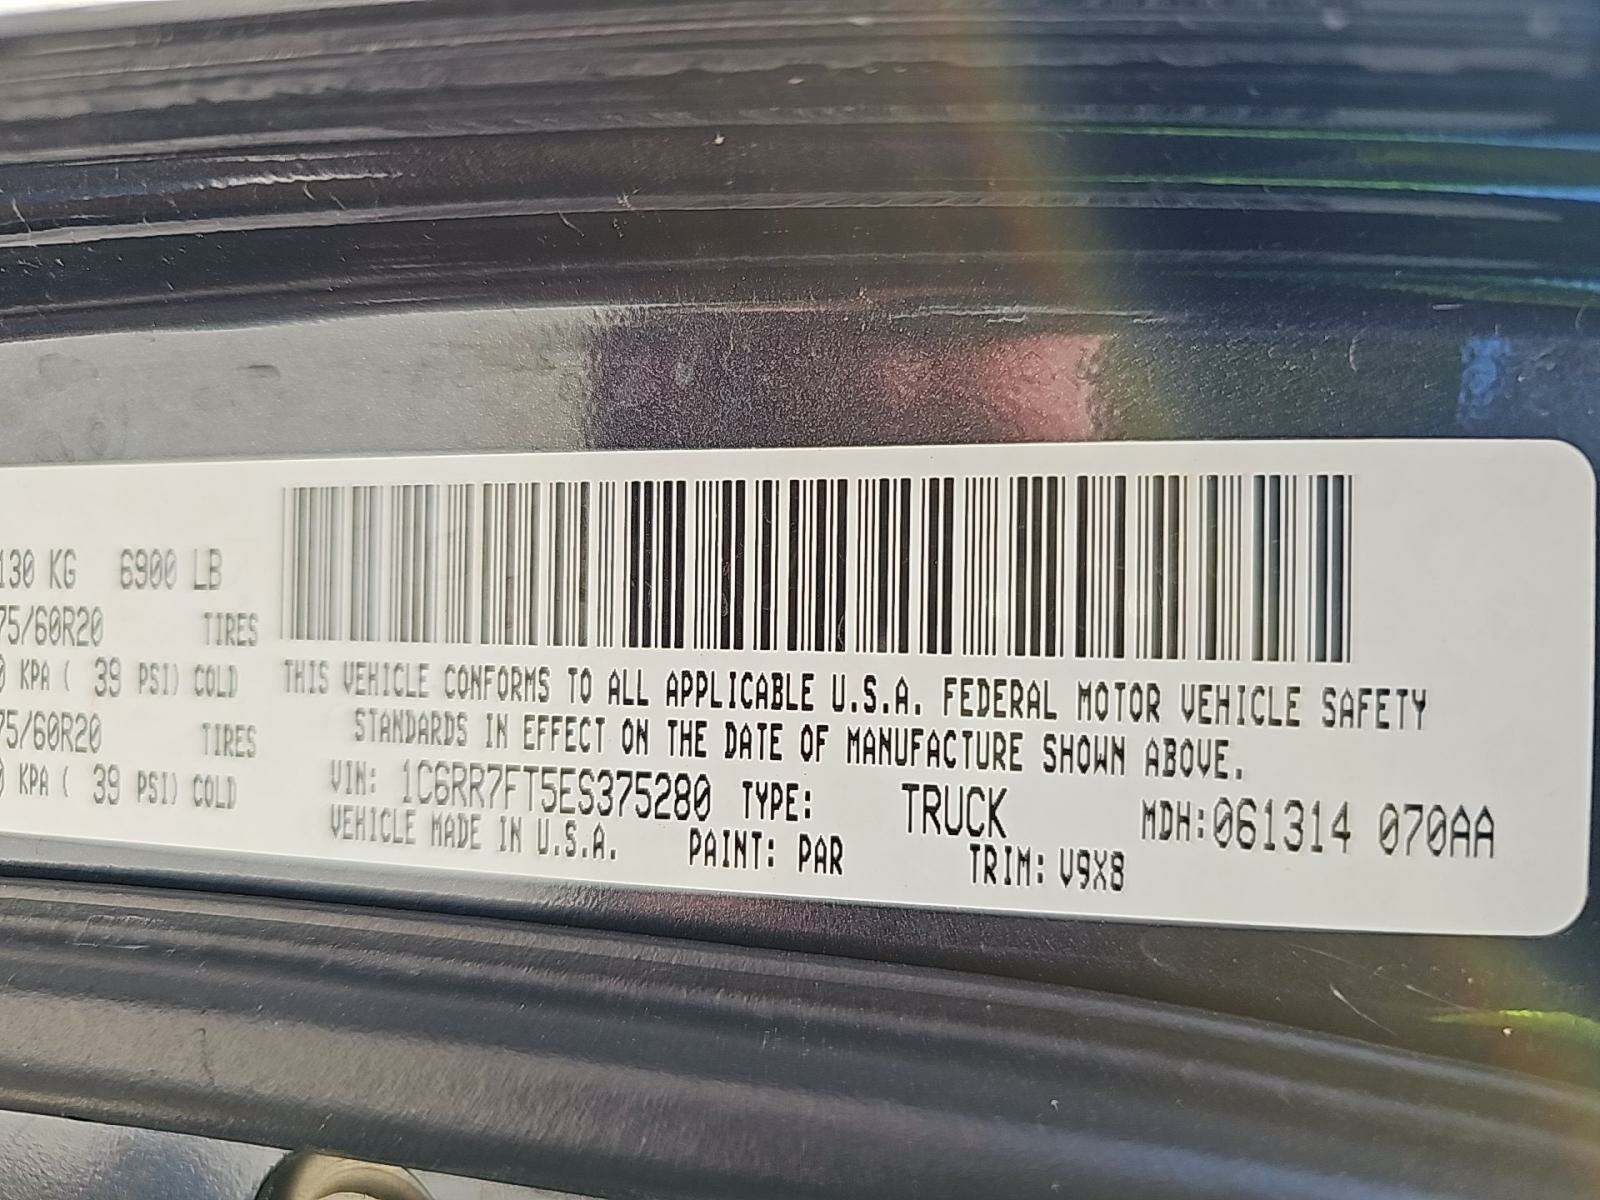 130 KG 6900 LB
75/60R20 TIRES
0 KPA ( 39 PSI) COLD
75/60R20 TIRES
0 KPA ( 39 PSI) COLD
THIS VEHICLE CONFORMS TO ALL APPLICABLE U.S.A. FEDERAL MOTOR VEHICLE SAFETY
STANDARDS IN EFFECT ON THE DATE OF MANUFACTURE SHOWN ABOVE.
VIN: 1C6RR7FT5ES375280 TYPE: TRUCK MDH:061314 070AA
VEHICLE MADE IN U.S.A. PAINT: PAR TRIM: V9X8